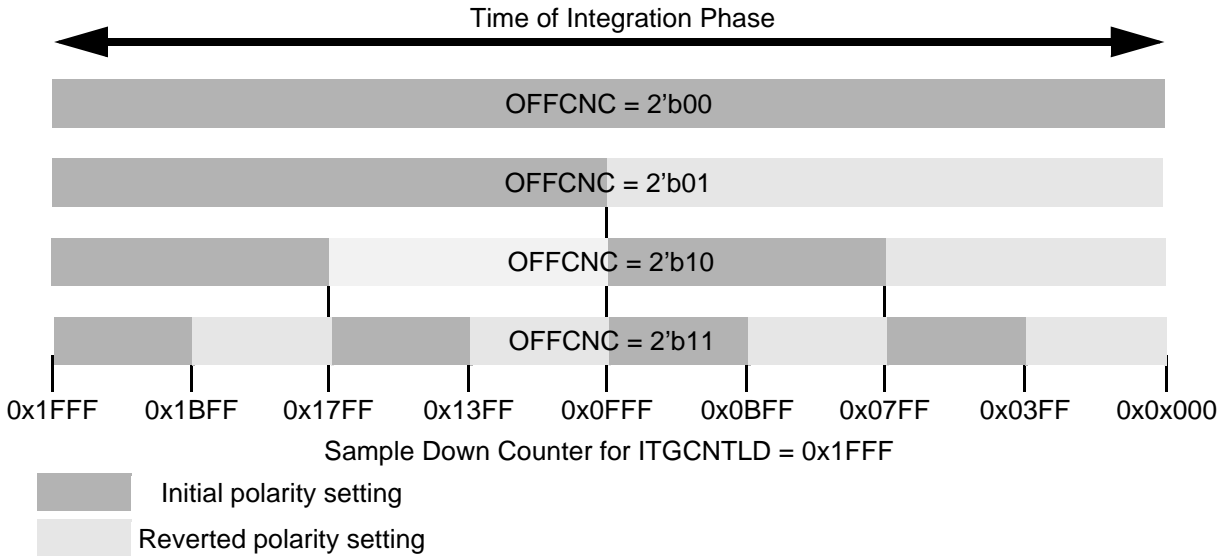 Time of Integration Phase
OFFCNC = 2'b00
OFFCNC = 2'b01
OFFCNC = 2'b10
OFFCNC = 2'b11
0x1FFF 0x1BFF 0x17FF 0x13FF 0x0FFF 0x0BFF 0x07FF 0x03FF 0x0x000
Sample Down Counter for ITGCNTLD = 0x1FFF
Initial polarity setting
Reverted polarity setting